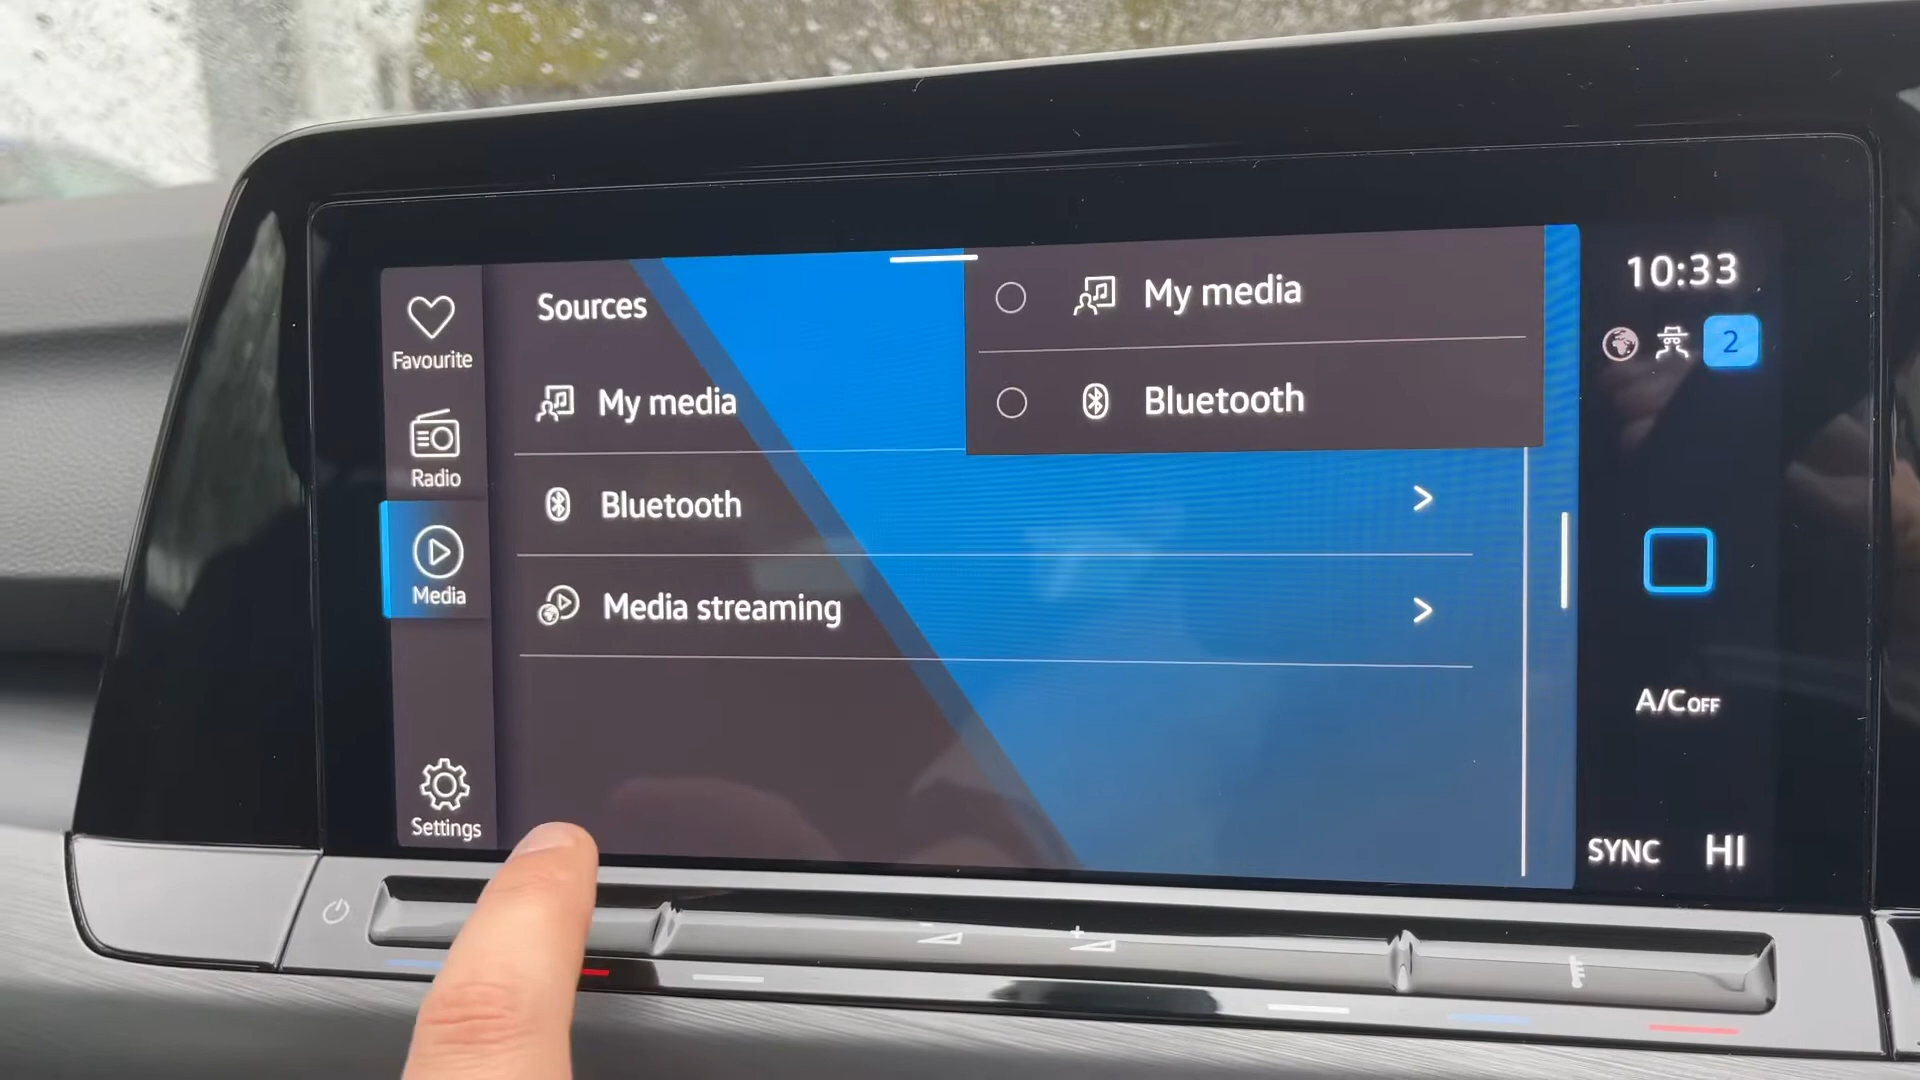 Favourite
Radio
Media
Settings
Sources
My media
Bluetooth
Media streaming
My media
Bluetooth
10:33
2
A/C OFF
SYNC HI